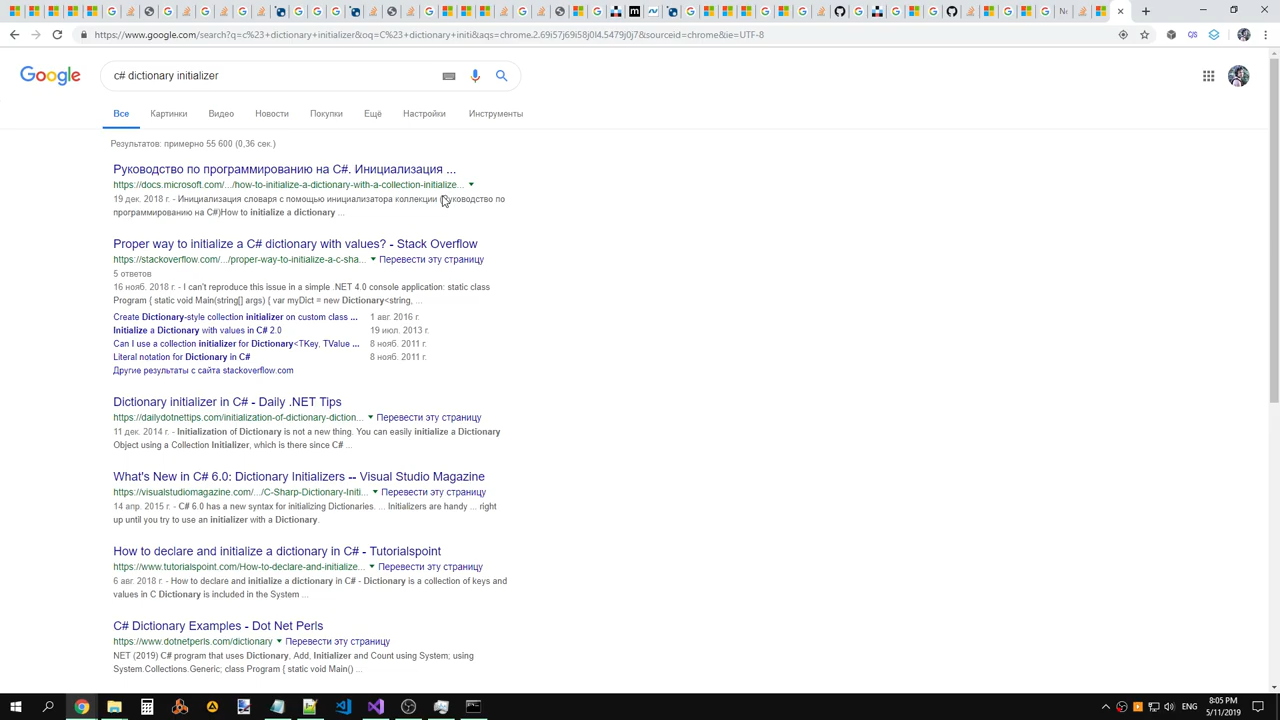 https://www.google.com/search?q=c%23+dictionary+initializer&oq=C%23+dictionary+initi&aqs=chrome.2.69i57j69i58j0l4.5479j0j7&sourceid=chrome&ie=UTF-8
Google
c# dictionary initializer
Все Картинки Видео Новости Покупки Ещё Настройки Инструменты
Результатов: примерно 55 600 (0,36 сек.)
Руководство по программированию на C#. Инициализация ...
https://docs.microsoft.com/.../how-to-initialize-a-dictionary-with-a-collection-initialize...
19 дек. 2018 г. - Инициализация словаря с помощью инициализатора коллекции (Руководство по
программированию на C#)How to initialize a dictionary ...
Proper way to initialize a C# dictionary with values? - Stack Overflow
https://stackoverflow.com/.../proper-way-to-initialize-a-c-sha... Перевести эту страницу
5 ответов
16 нояб. 2018 г. - I can't reproduce this issue in a simple .NET 4.0 console application: static class
Program { static void Main(string[] args) { var myDict = new Dictionary<string, ...
Create Dictionary-style collection initializer on custom class ... 1 авг. 2016 г.
Initialize a Dictionary with values in C# 2.0 19 июл. 2013 г.
Can I use a collection initializer for Dictionary<TKey, TValue ... 8 нояб. 2011 г.
Literal notation for Dictionary in C# 8 нояб. 2011 г.
Другие результаты с сайта stackoverflow.com
Dictionary initializer in C# - Daily .NET Tips
https://dailydotnettips.com/initialization-of-dictionary-diction... Перевести эту страницу
11 дек. 2014 г. - Initialization of Dictionary is not a new thing. You can easily initialize a Dictionary
Object using a Collection Initializer, which is there since C# ...
What's New in C# 6.0: Dictionary Initializers -- Visual Studio Magazine
https://visualstudiomagazine.com/.../C-Sharp-Dictionary-Initi... Перевести эту страницу
14 апр. 2015 г. - C# 6.0 has a new syntax for initializing Dictionaries. ... Initializers are handy ... right
up until you try to use an initializer with a Dictionary.
How to declare and initialize a dictionary in C# - Tutorialspoint
https://www.tutorialspoint.com/How-to-declare-and-initialize... Перевести эту страницу
6 авг. 2018 г. - How to declare and initialize a dictionary in C# - Dictionary is a collection of keys and
values in C Dictionary is included in the System ...
C# Dictionary Examples - Dot Net Perls
https://www.dotnetperls.com/dictionary Перевести эту страницу
NET (2019) C# program that uses Dictionary, Add, Initializer and Count using System; using
System.Collections.Generic; class Program { static void Main() ...
ENG
8:05 PM
5/11/2019